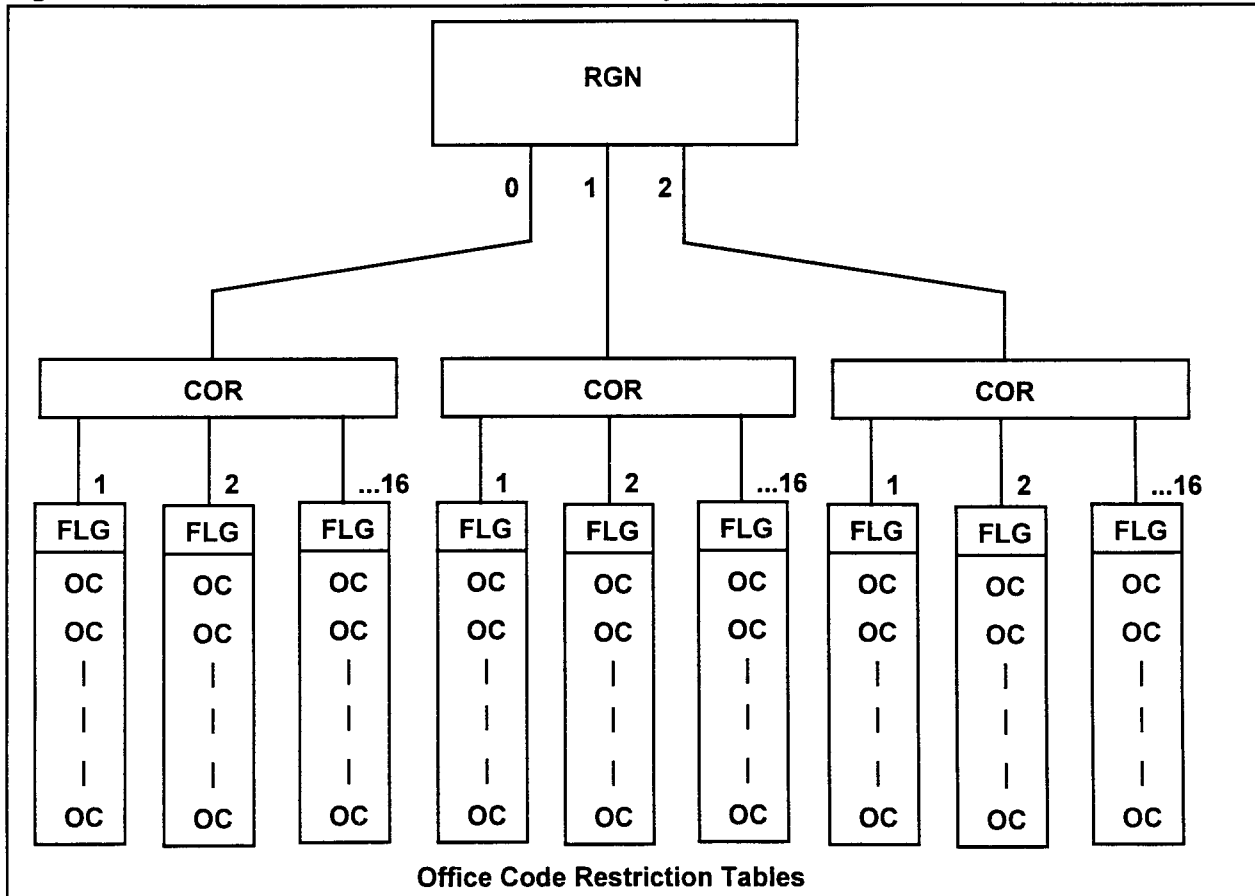 RGN
0 1 2
COR COR COR
1 2 ...16 1 2 ...16 1 2 ...16
FLG FLG FLG FLG FLG FLG FLG FLG FLG
OC OC OC OC OC OC OC OC OC
OC OC OC OC OC OC OC OC OC
OC OC OC OC OC OC OC OC OC
Office Code Restriction Tables